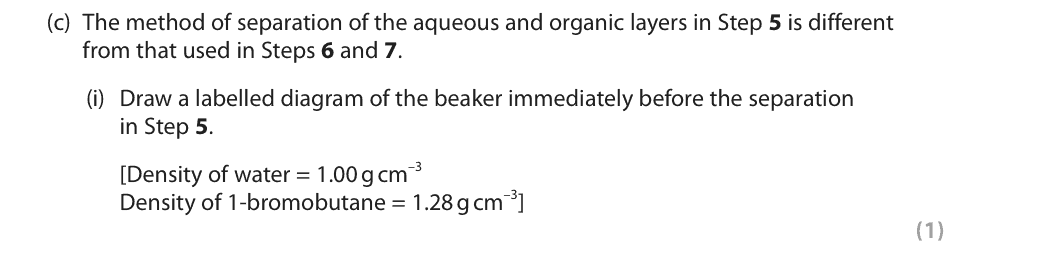 (c) The method of separation of the aqueous and organic layers in Step 5 is different
from that used in Steps 6 and 7.
(i) Draw a labelled diagram of the beaker immediately before the separation
in Step 5.
[Density of water = 1.00 g cm⁻³
Density of 1-bromobutane = 1.28 g cm⁻³]
(1)